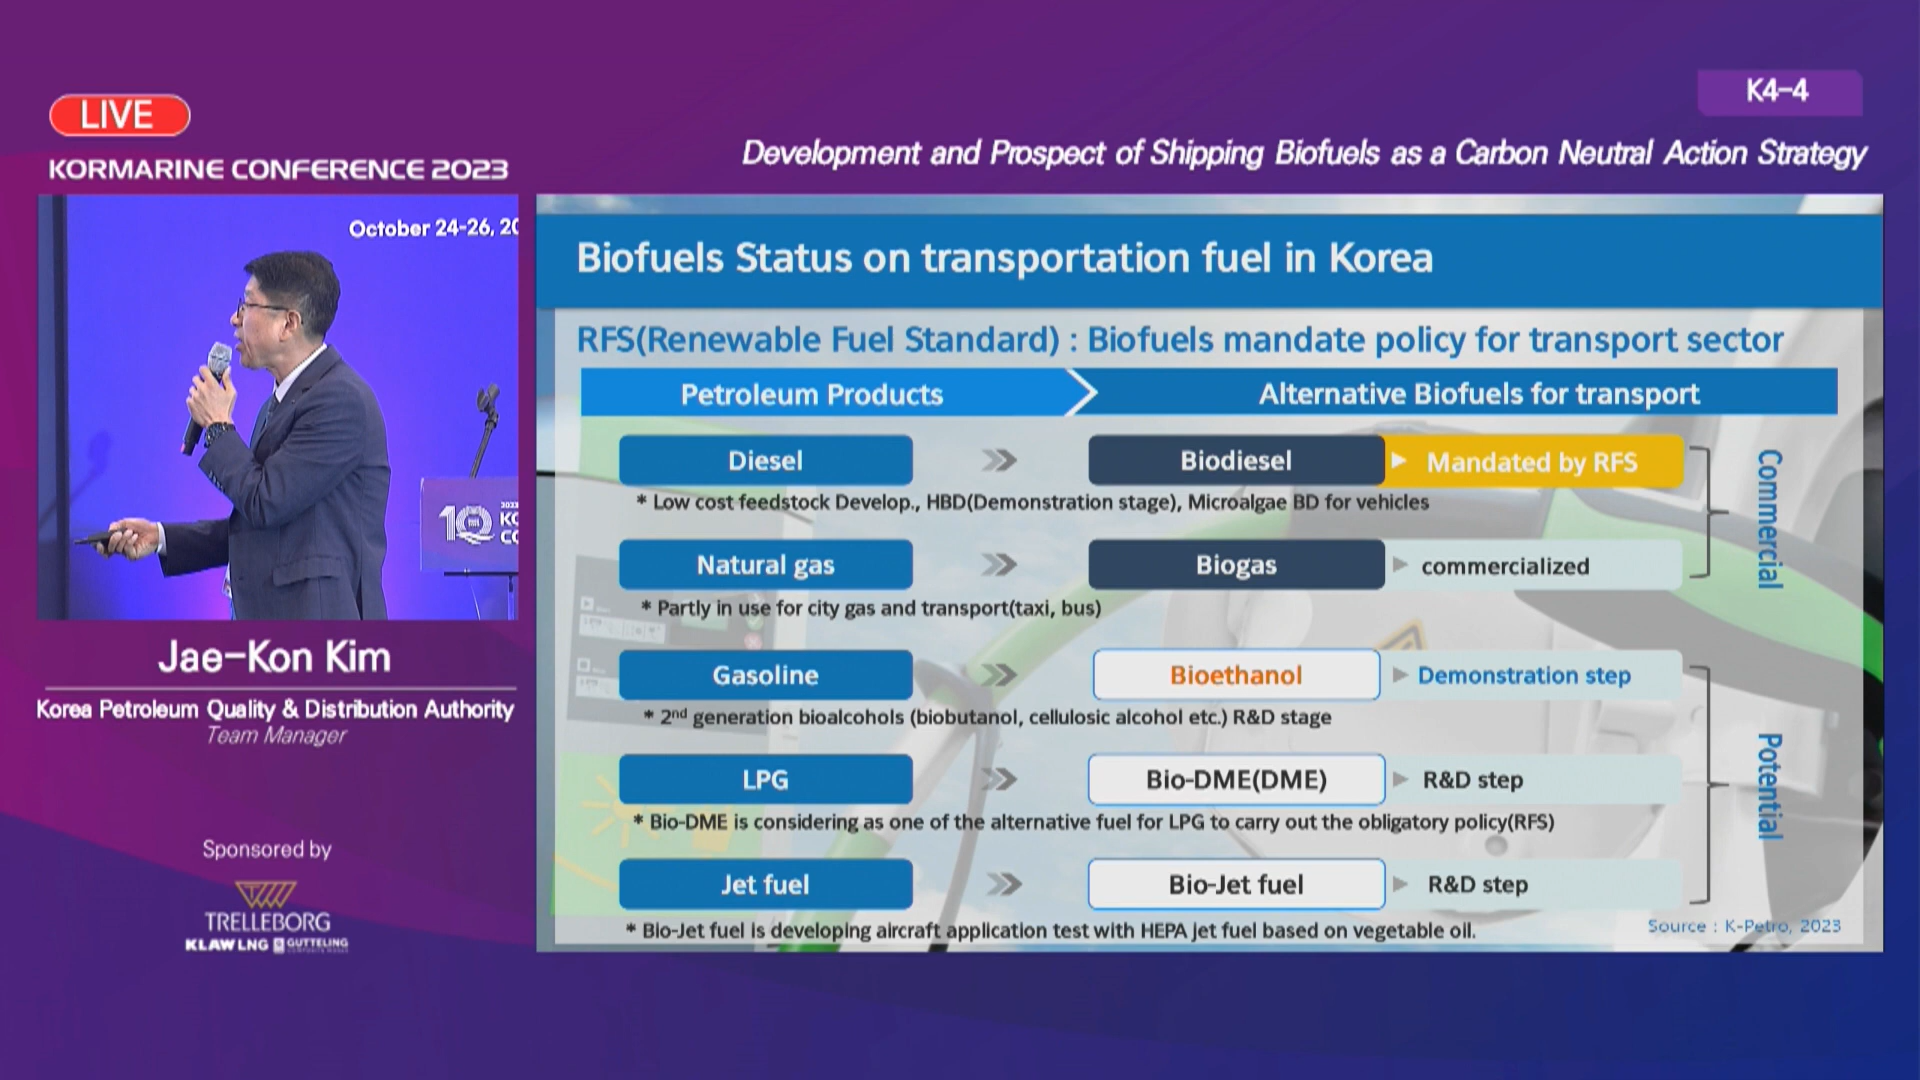 LIVE
KORMARINE CONFERENCE 2023
K4-4
Development and Prospect of Shipping Biofuels as a Carbon Neutral Action Strategy
October 24-26, 20
10
KO
CO
Jae-Kon Kim
Korea Petroleum Quality & Distribution Authority
Team Manager
Sponsored by
TRELLEBORG
KLAW LNG GUTTELING
Biofuels Status on transportation fuel in Korea
RFS(Renewable Fuel Standard) : Biofuels mandate policy for transport sector
Petroleum Products
Alternative Biofuels for transport
Diesel
Biodiesel
Mandated by RFS
* Low cost feedstock Develop., HBD(Demonstration stage), Microalgae BD for vehicles
Natural gas
Biogas
commercialized
* Partly in use for city gas and transport(taxi, bus)
Commercial
Gasoline
Bioethanol
Demonstration step
* 2nd generation bioalcohols (biobutanol, cellulosic alcohol etc.) R&D stage
LPG
Bio-DME(DME)
R&D step
* Bio-DME is considering as one of the alternative fuel for LPG to carry out the obligatory policy(RFS)
Jet fuel
Bio-Jet fuel
R&D step
* Bio-Jet fuel is developing aircraft application test with HEPA jet fuel based on vegetable oil.
Potential
Source : K-Petro, 2023